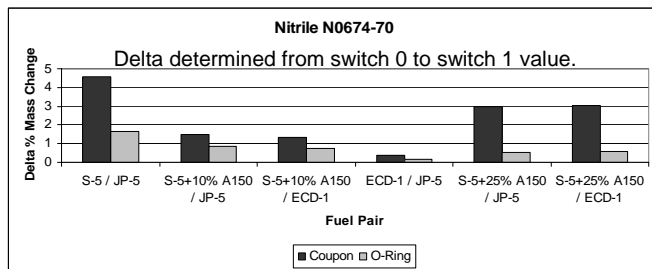 Nitrile N0674-70
Delta determined from switch 0 to switch 1 value.
Delta % Mass Change
5
4
3
2
1
0
S-5 / JP-5
S-5+10% A150 / JP-5
S-5+10% A150 / ECD-1
ECD-1 / JP-5
S-5+25% A150 / JP-5
S-5+25% A150 / ECD-1
Fuel Pair
Coupon
O-Ring